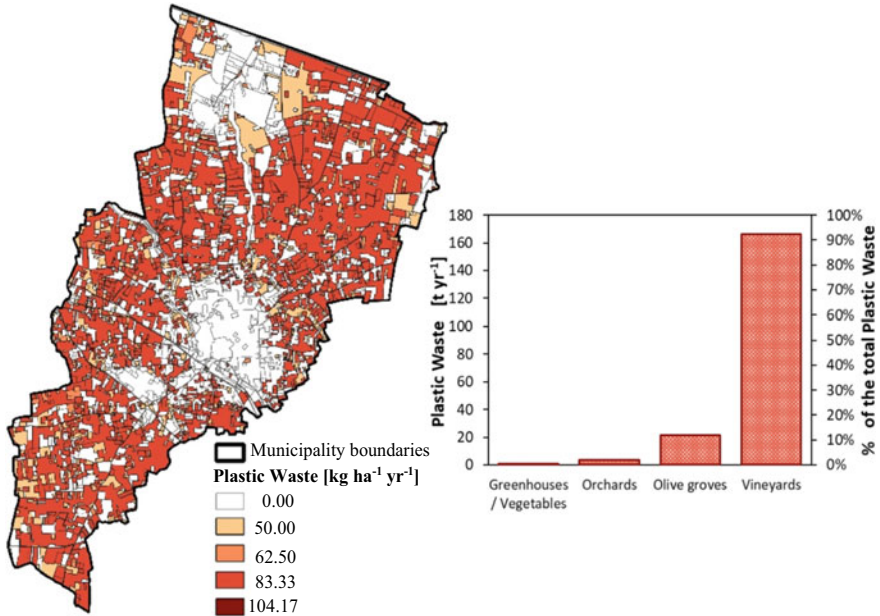 Municipality boundaries
Plastic Waste [kg ha⁻¹ yr⁻¹]
0.00
50.00
62.50
83.33
104.17
Plastic Waste [t yr⁻¹]
180
160
140
120
100
80
60
40
20
0
Greenhouses
/ Vegetables
Orchards
Olive groves
Vineyards
100%
90%
80%
70%
60%
50%
40%
30%
20%
10%
0%
% of the total Plastic Waste